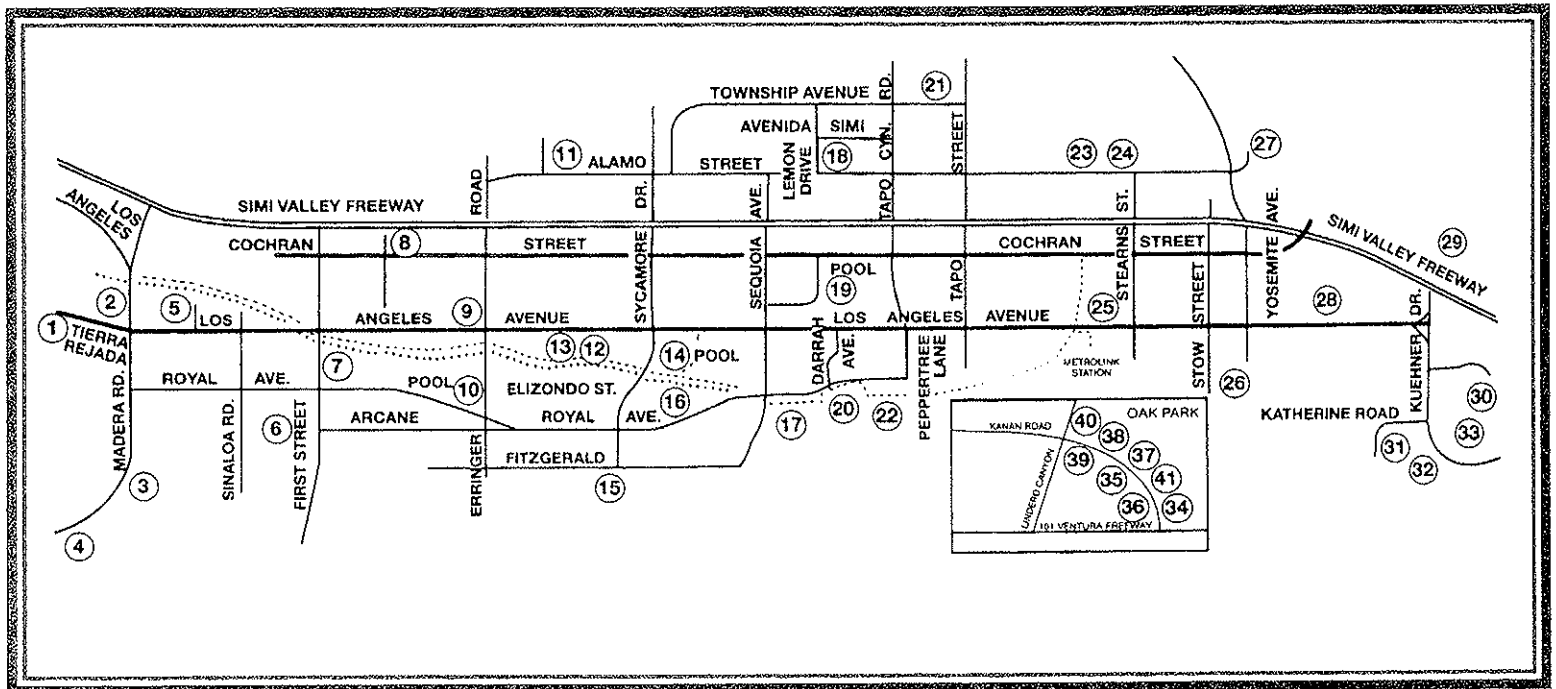 TOWNSHIP AVENUE
TAPO CYN. RD.
21
AVENIDA SIMI
11
ALAMO STREET
LEMON DRIVE
18
STREET
23
24
27
LOS ANGELES
SIMI VALLEY FREEWAY
ROAD
DR.
AVE.
ST.
YOSEMITE AVE.
SIMI VALLEY FREEWAY
29
COCHRAN STREET
8
COCHRAN STREET
SYCAMORE
SEQUOIA
TAPO
STEARNS
STREET
POOL
19
2
5
LOS ANGELES AVENUE
9
LOS ANGELES AVENUE
25
28
1
TIERRA REJADA
13
12
14
POOL
DARRAH AVE.
PEPPERTREE LANE
METROLINK STATION
STOW
26
KUEHNER DR.
7
ROYAL AVE.
POOL
10
ELIZONDO ST.
16
17
20
22
30
MADERA RD.
SINALOA RD.
6
FIRST STREET
ARCANE
ROYAL AVE.
KATHERINE ROAD
31
32
33
3
ERRINGER
FITZGERALD
15
4
OAK PARK
KANAN ROAD
40
38
37
39
35
41
36
34
LINDERO CANYON
101 VENTURA FREEWAY